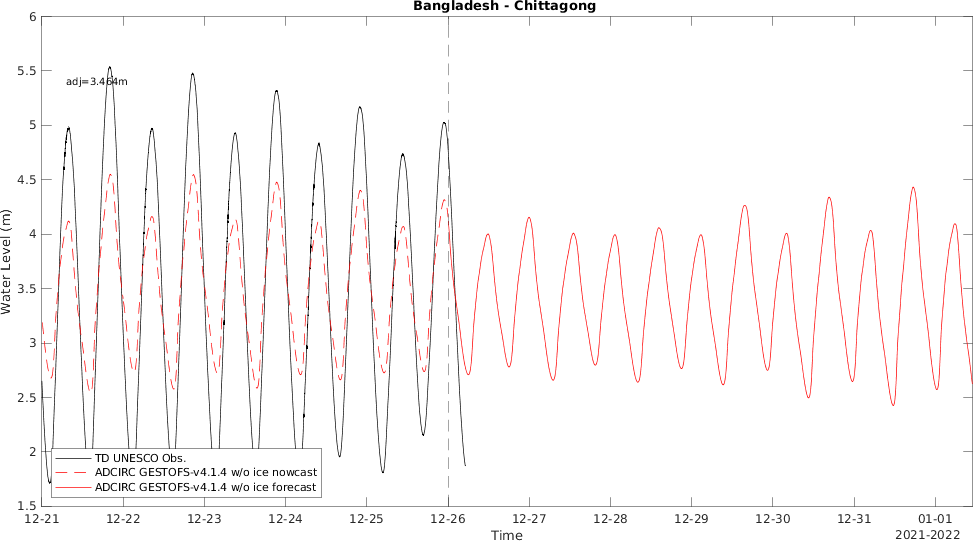 Bangladesh - Chittagong
Water Level (m)
6
5.5
5
4.5
4
3.5
3
2.5
2
1.5
adj=3.464m
TD UNESCO Obs.
ADCIRC GESTOFS-v4.1.4 w/o ice nowcast
ADCIRC GESTOFS-v4.1.4 w/o ice forecast
12-21 12-22 12-23 12-24 12-25 12-26 12-27 12-28 12-29 12-30 12-31 01-01
Time
2021-2022